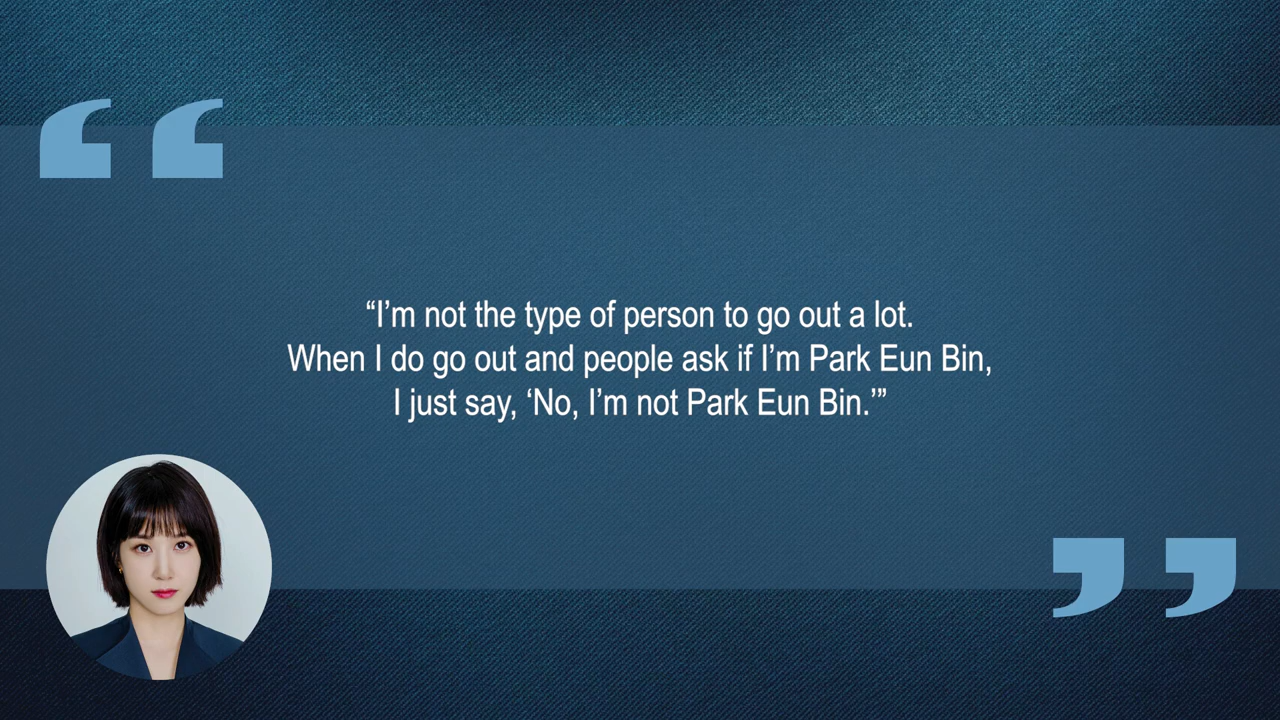 “I’m not the type of person to go out a lot.
When I do go out and people ask if I’m Park Eun Bin,
I just say, ‘No, I’m not Park Eun Bin.’”